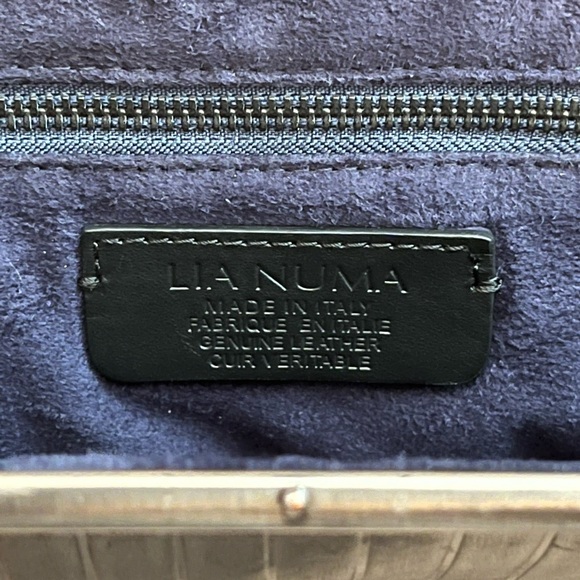 LIA NUMA
MADE IN ITALY
FABRIQUE EN ITALIE
GENUINE LEATHER
CUIR VERITABLE